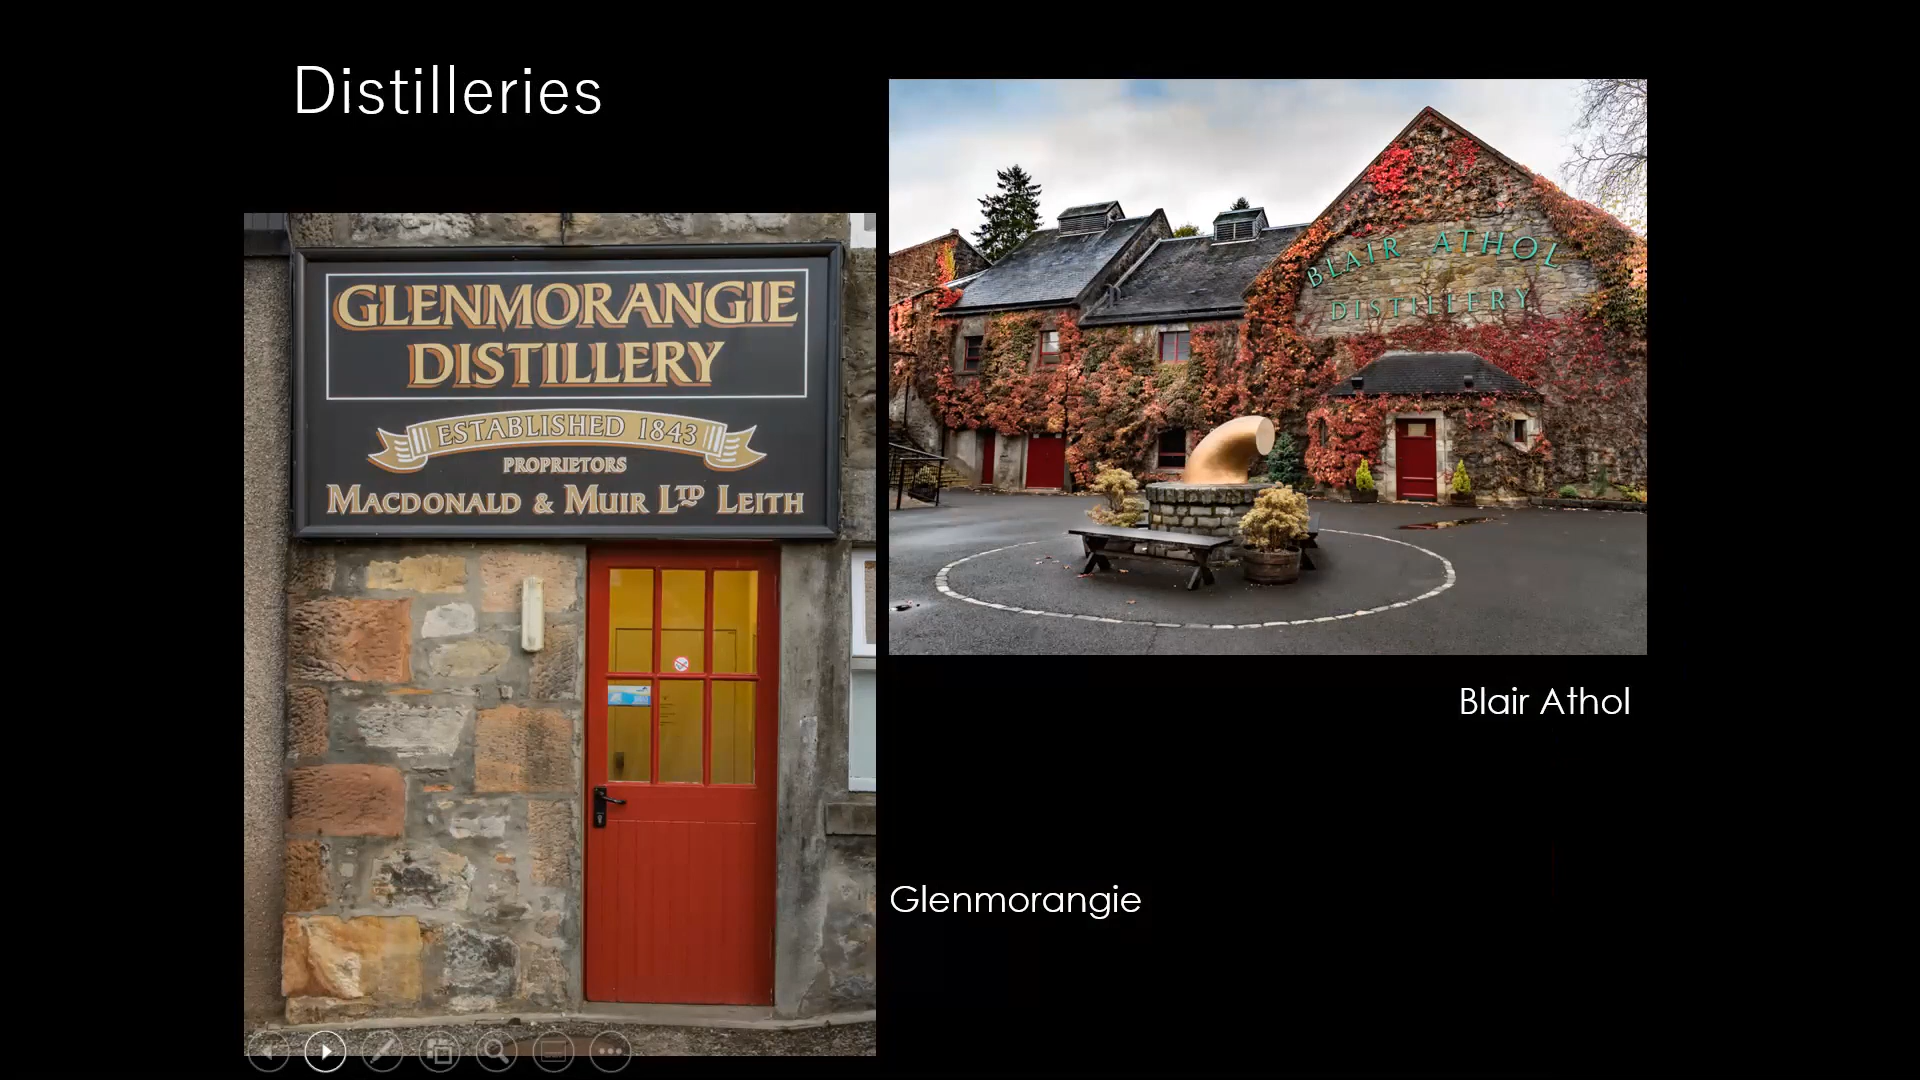 Distilleries
GLENMORANGIE
DISTILLERY
ESTABLISHED 1843
PROPRIETORS
MACDONALD & MUIR LTD LEITH
BLAIR ATHOL
DISTILLERY
Blair Athol
Glenmorangie